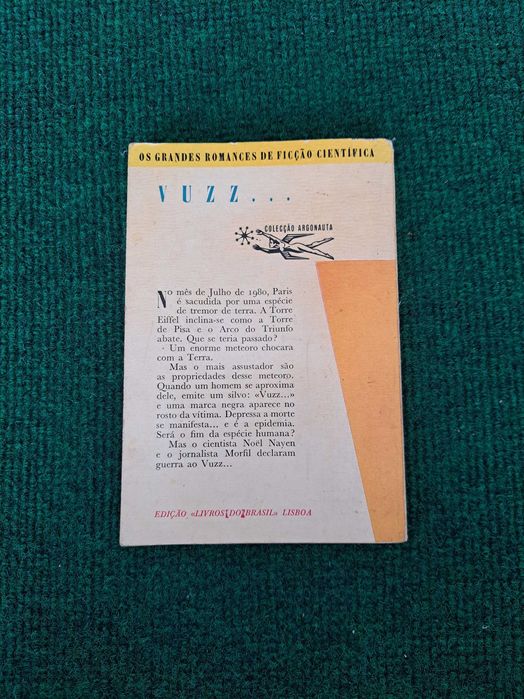 OS GRANDES ROMANCES DE FICÇÃO CIENTÍFICA
VUZZ...
COLECÇÃO ARGONAUTA
NO mês de Julho de 1980, Paris
é sacudida por uma espécie
de tremor de terra. A Torre
Eiffel inclina-se como a Torre
de Pisa e o Arco do Triunfo
abate. Que se teria passado?
Um enorme meteoro chocara
com a Terra.
Mas o mais assustador são
as propriedades desse meteoro.
Quando um homem se aproxima
dele, emite um silvo: «Vuzz...»
e uma marca negra aparece no
rosto da vítima. Depressa a morte
se manifesta... e é a epidemia.
Será o fim da espécie humana?
Mas o cientista Noël Nayen
e o jornalista Morfil declaram
guerra ao Vuzz...
EDIÇÃO «LIVROS DO BRASIL» LISBOA